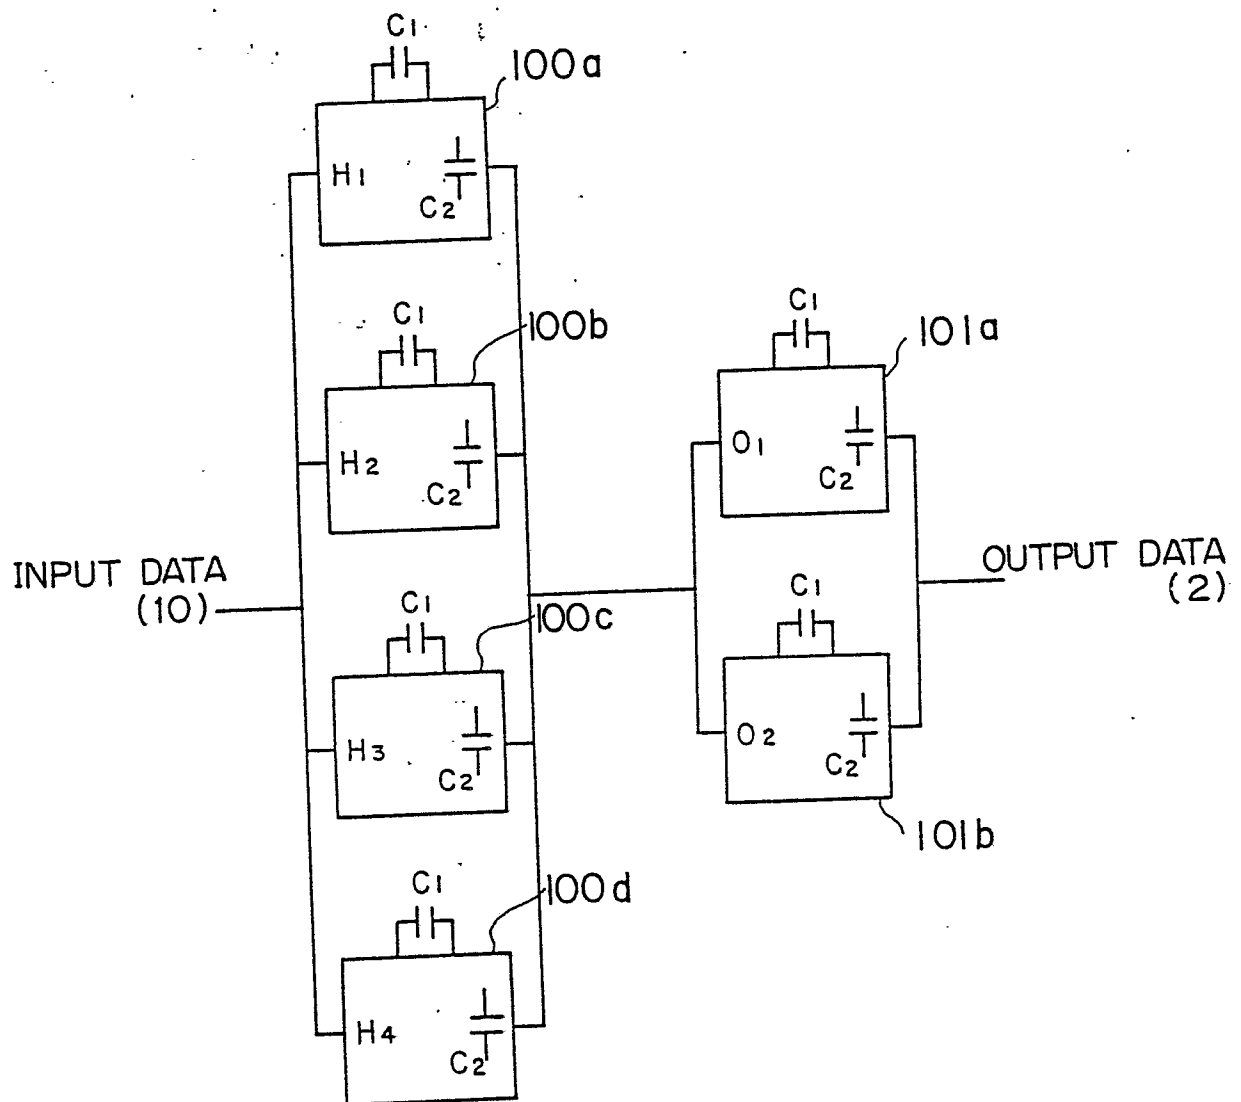 C1
100a
H1
C2
C1
100b
H2
C2
C1
100c
H3
C2
C1
100d
H4
C2
INPUT DATA
(10)
C1
101a
O1
C2
C1
O2
C2
101b
OUTPUT DATA
(2)